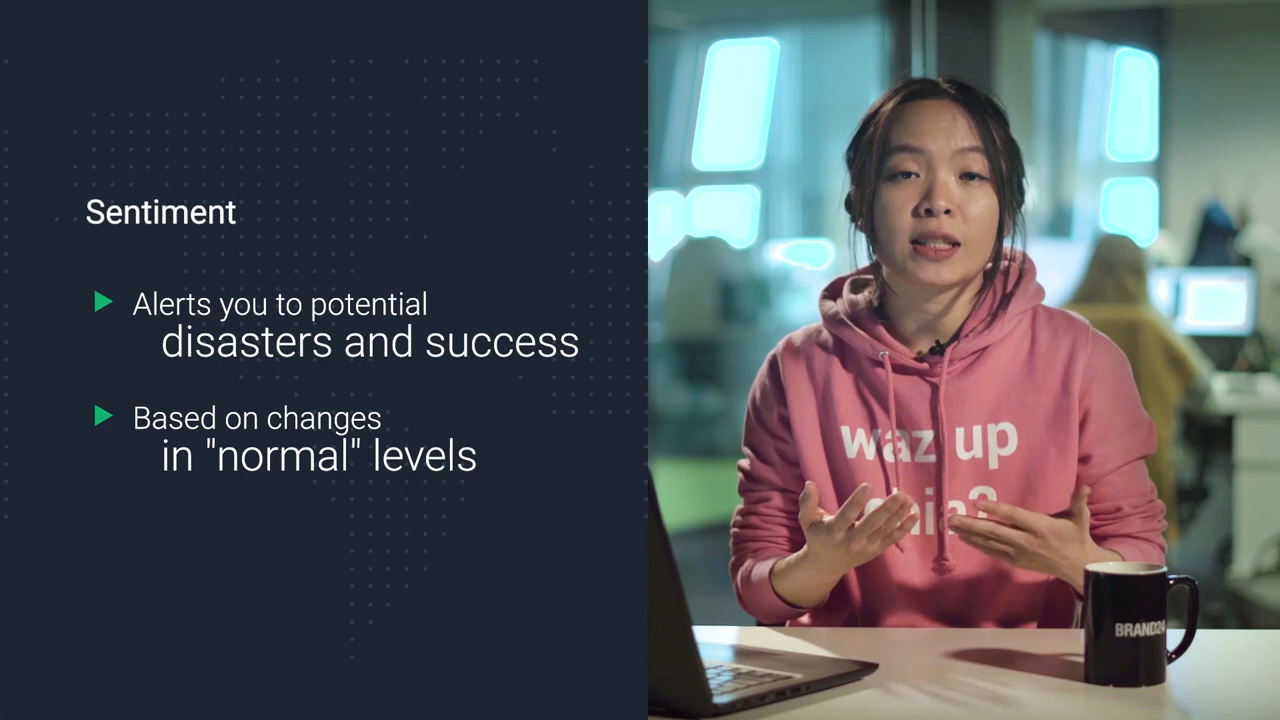 Sentiment
Alerts you to potential
disasters and success
Based on changes
in "normal" levels
waz up
BRAND24